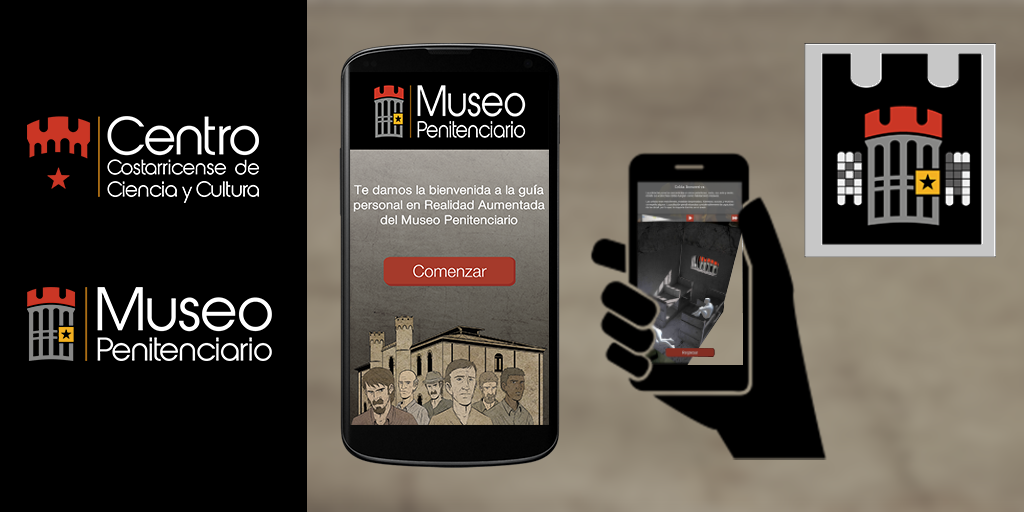 Centro
Costarricense de
Ciencia y Cultura
Museo
Penitenciario
Museo
Penitenciario
Te damos la bienvenida a la guía
personal en Realidad Aumentada
del Museo Penitenciario
Comenzar
Regresar